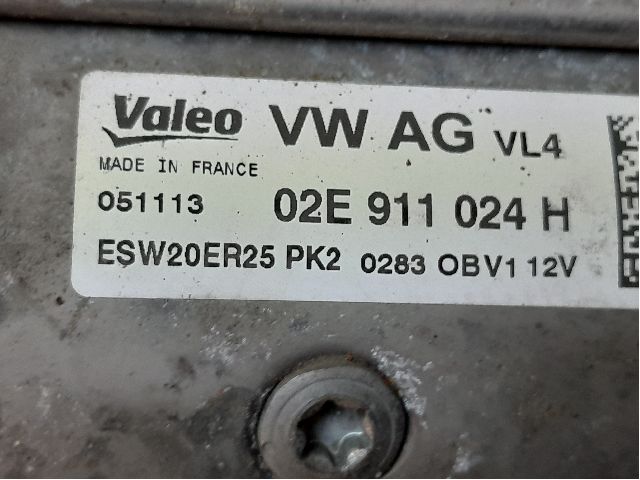 Valeo VW AG VL4
MADE IN FRANCE
051113 02E 911 024 H
ESW20ER25 PK2 0283 OBV1 12V